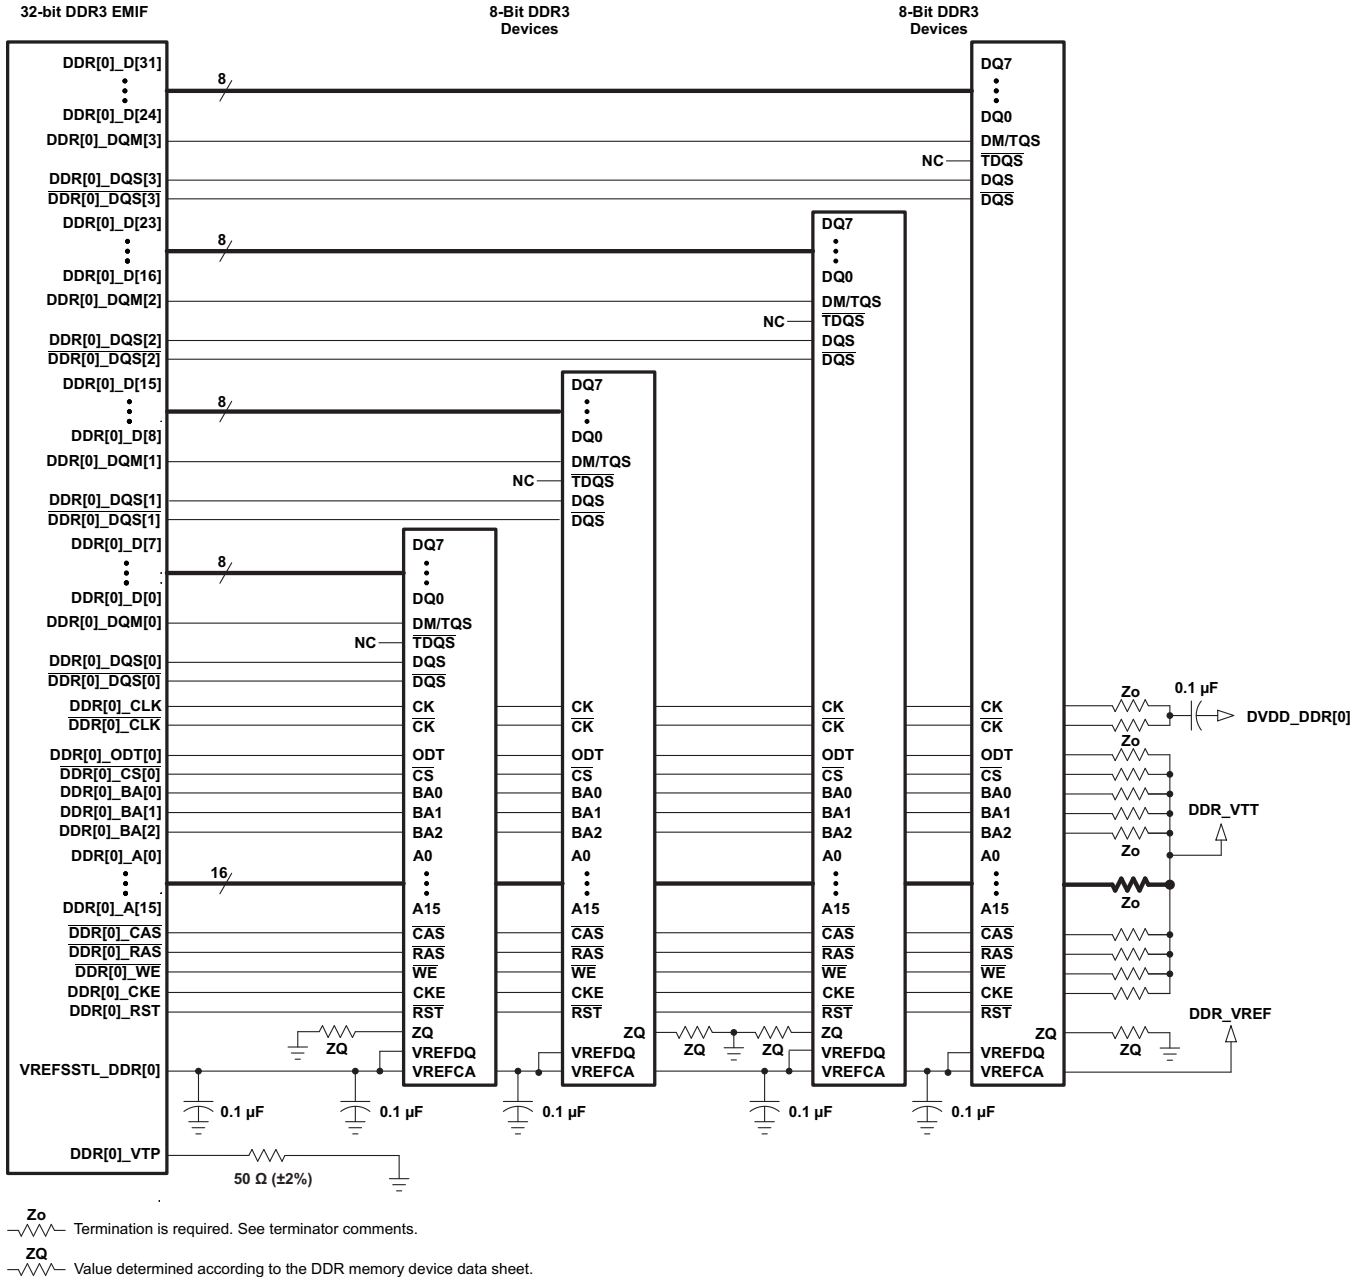 32-bit DDR3 EMIF
8-Bit DDR3
Devices
8-Bit DDR3
Devices
DDR[0]_D[31]
8
DQ7
DDR[0]_D[24]
DQ0
DDR[0]_DQM[3]
DM/TQS
NC
TDQS
DDR[0]_DQS[3]
DQS
DDR[0]_DQS[3]
DQS
DDR[0]_D[23]
8
DQ7
DDR[0]_D[16]
DQ0
DDR[0]_DQM[2]
DM/TQS
NC
TDQS
DDR[0]_DQS[2]
DQS
DDR[0]_DQS[2]
DQS
DDR[0]_D[15]
8
DQ7
DDR[0]_D[8]
DQ0
DDR[0]_DQM[1]
DM/TQS
NC
TDQS
DDR[0]_DQS[1]
DQS
DDR[0]_DQS[1]
DQS
DDR[0]_D[7]
8
DQ7
DDR[0]_D[0]
DQ0
DDR[0]_DQM[0]
DM/TQS
NC
TDQS
DDR[0]_DQS[0]
DQS
DDR[0]_DQS[0]
DQS
DDR[0]_CLK CK CK CK CK Zo 0.1 µF
DDR[0]_CLK CK CK CK CK DVDD_DDR[0]
Zo
DDR[0]_ODT[0] ODT ODT ODT ODT
DDR[0]_CS[0] CS CS CS CS
DDR[0]_BA[0] BA0 BA0 BA0 BA0
DDR[0]_BA[1] BA1 BA1 BA1 BA1 DDR_VTT
DDR[0]_BA[2] BA2 BA2 BA2 BA2
Zo
DDR[0]_A[0] A0 A0 A0 A0
16
DDR[0]_A[15] A15 A15 A15 A15 Zo
DDR[0]_CAS CAS CAS CAS CAS
DDR[0]_RAS RAS RAS RAS RAS
DDR[0]_WE WE WE WE WE
DDR[0]_CKE CKE CKE CKE CKE
DDR[0]_RST RST RST RST RST DDR_VREF
ZQ ZQ ZQ ZQ
ZQ ZQ ZQ ZQ
VREFDQ VREFDQ VREFDQ VREFDQ
VREFSSTL_DDR[0] VREFCA VREFCA VREFCA VREFCA
0.1 µF 0.1 µF 0.1 µF 0.1 µF 0.1 µF
DDR[0]_VTP
50 Ω (±2%)
Zo
Termination is required. See terminator comments.
ZQ
Value determined according to the DDR memory device data sheet.